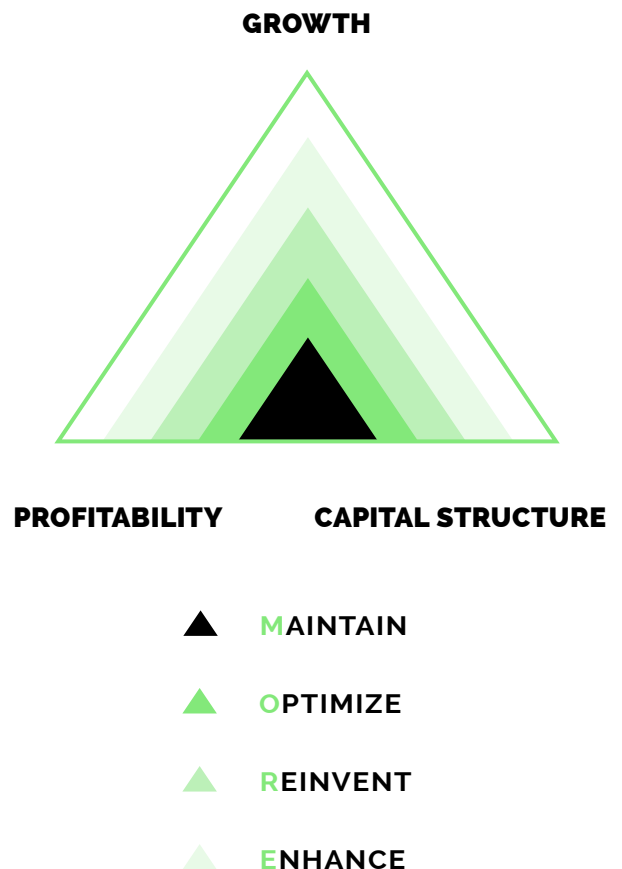 GROWTH
PROFITABILITY CAPITAL STRUCTURE
MAINTAIN
OPTIMIZE
REINVENT
ENHANCE